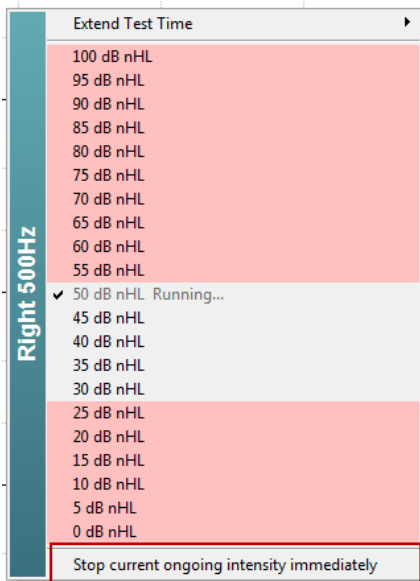 Extend Test Time
100 dB nHL
95 dB nHL
90 dB nHL
85 dB nHL
80 dB nHL
75 dB nHL
70 dB nHL
65 dB nHL
60 dB nHL
55 dB nHL
50 dB nHL Running...
45 dB nHL
40 dB nHL
35 dB nHL
30 dB nHL
25 dB nHL
20 dB nHL
15 dB nHL
10 dB nHL
5 dB nHL
0 dB nHL
Stop current ongoing intensity immediately
Right 500Hz